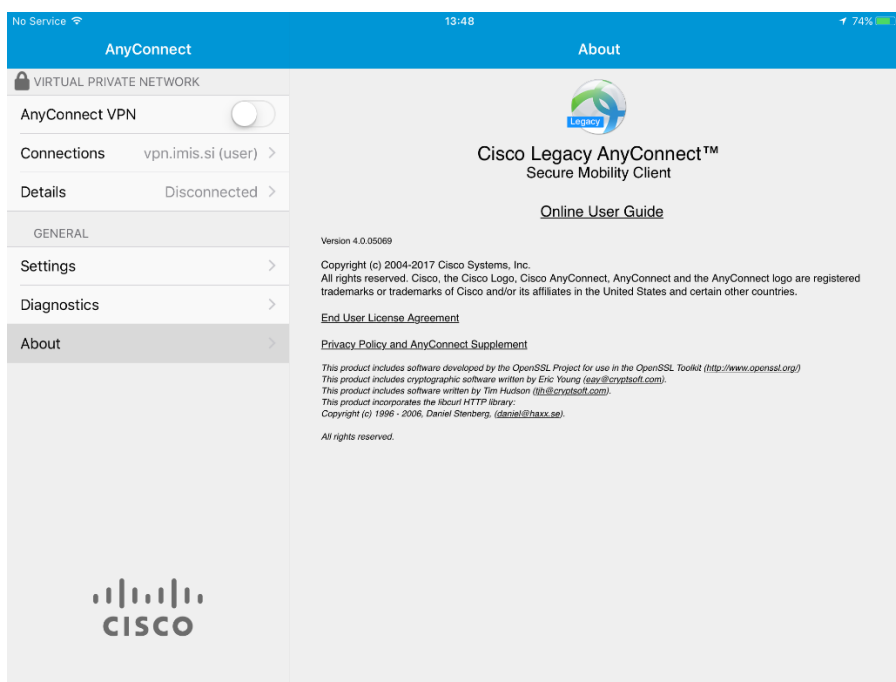 No Service 13:48 74%
AnyConnect About
VIRTUAL PRIVATE NETWORK
AnyConnect VPN
Connections vpn.imis.si (user)
Details Disconnected
GENERAL
Settings
Diagnostics
About
CISCO
Legacy
Cisco Legacy AnyConnect™
Secure Mobility Client
Online User Guide
Version 4.0.05069
Copyright (c) 2004-2017 Cisco Systems, Inc.
All rights reserved. Cisco, the Cisco Logo, Cisco AnyConnect, AnyConnect and the AnyConnect logo are registered
trademarks or trademarks of Cisco and/or its affiliates in the United States and certain other countries.
End User License Agreement
Privacy Policy and AnyConnect Supplement
This product includes software developed by the OpenSSL Project for use in the OpenSSL Toolkit (http://www.openssl.org/)
This product includes cryptographic software written by Eric Young (eay@cryptsoft.com).
This product includes software written by Tim Hudson (tjh@cryptsoft.com).
This product incorporates the libcurl HTTP library:
Copyright (c) 1996 - 2006, Daniel Stenberg, (daniel@haxx.se).
All rights reserved.